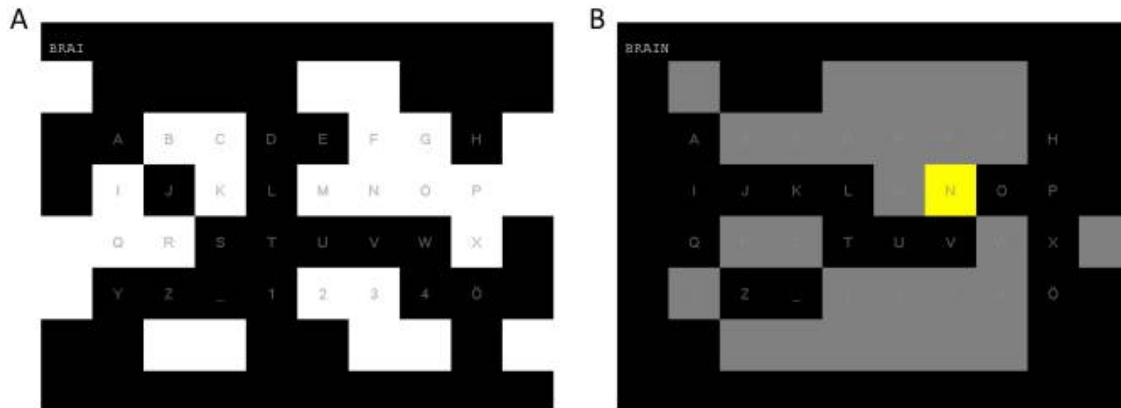 A
BRAI
A B C D E F G H
I J K L M N O P
Q R S T U V W X
Y Z _ 1 2 3 4 Ö
B
BRAIN
A H
I J K L N O P
Q T U V X
Z _ Ö